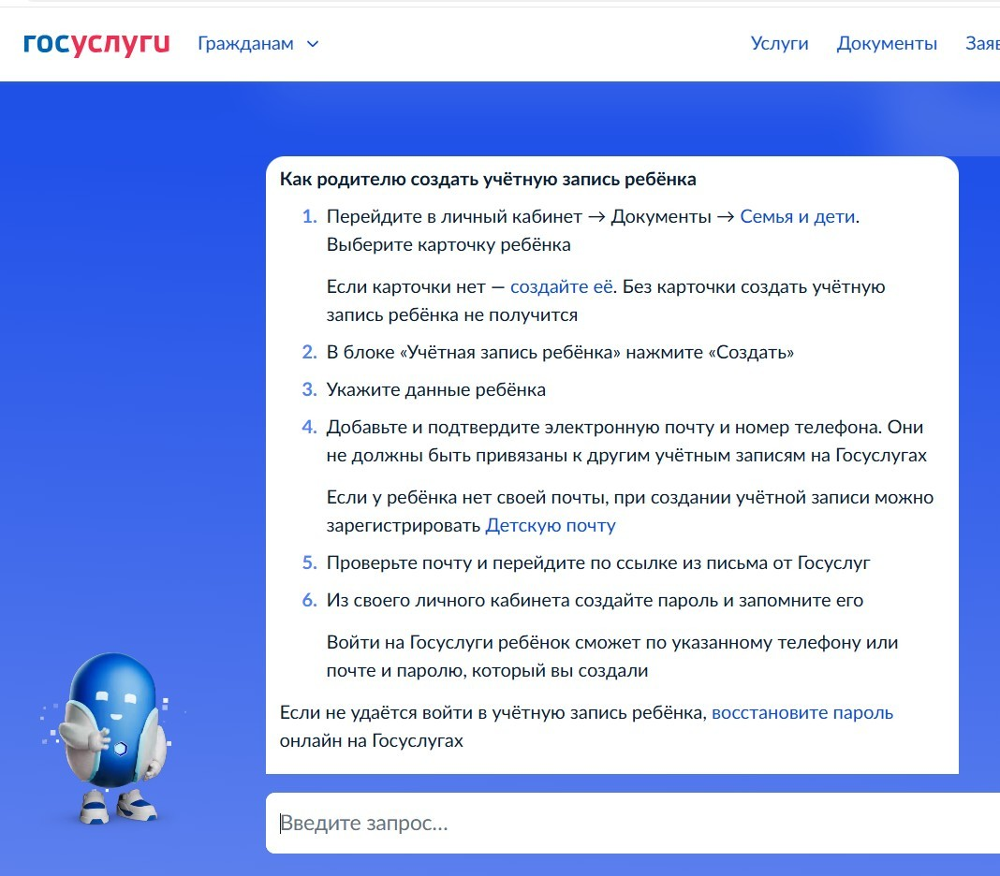 госуслуги Гражданам Услуги Документы
Как родителю создать учётную запись ребёнка
1. Перейдите в личный кабинет → Документы → Семья и дети.
Выберите карточку ребёнка
Если карточки нет — создайте её. Без карточки создать учётную
запись ребёнка не получится
2. В блоке «Учётная запись ребёнка» нажмите «Создать»
3. Укажите данные ребёнка
4. Добавьте и подтвердите электронную почту и номер телефона. Они
не должны быть привязаны к другим учётным записям на Госуслугах
Если у ребёнка нет своей почты, при создании учётной записи можно
зарегистрировать Детскую почту
5. Проверьте почту и перейдите по ссылке из письма от Госуслуг
6. Из своего личного кабинета создайте пароль и запомните его
Войти на Госуслуги ребёнок сможет по указанному телефону или
почте и паролю, который вы создали
Если не удаётся войти в учётную запись ребёнка, восстановите пароль
онлайн на Госуслугах
Введите запрос...